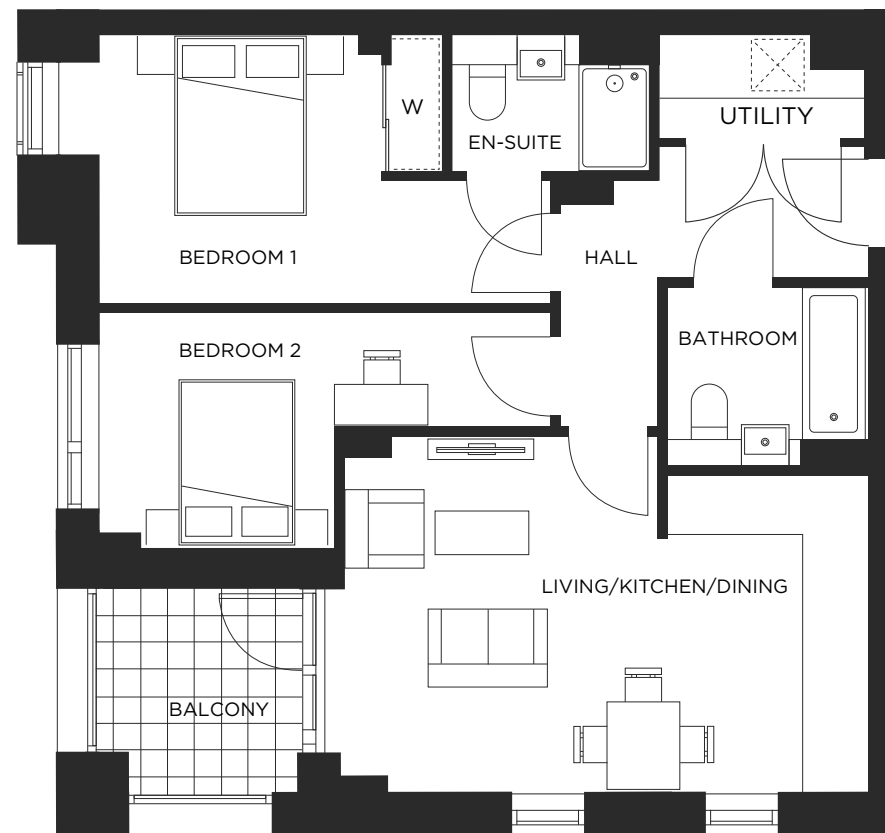 W
EN-SUITE
UTILITY
BEDROOM 1
HALL
BEDROOM 2
BATHROOM
LIVING/KITCHEN/DINING
BALCONY